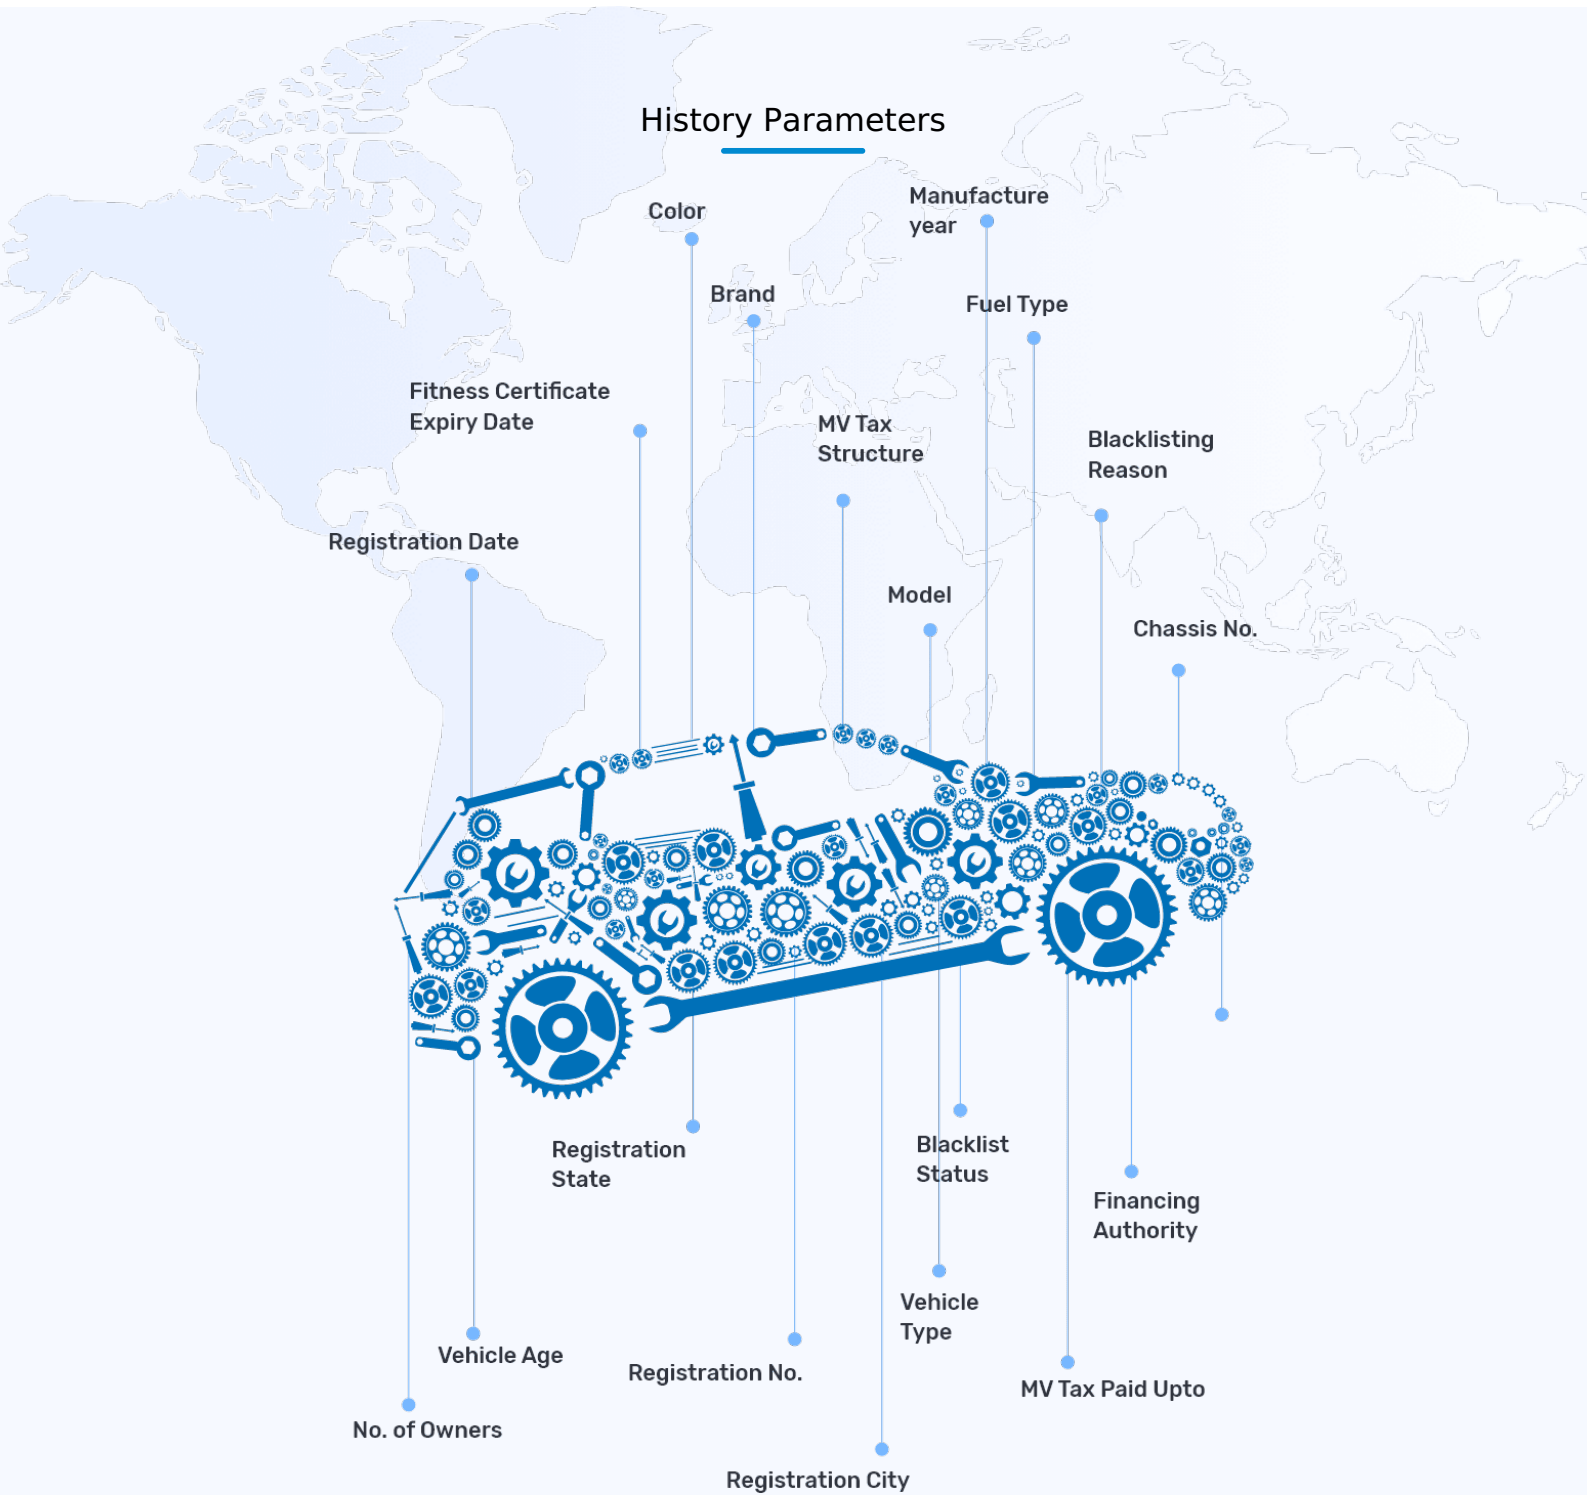 History Parameters
Manufacture
year
Color
Brand
Fuel Type
Fitness Certificate
Expiry Date
MV Tax
Structure
Blacklisting
Reason
Registration Date
Model
Chassis No.
Registration
State
Blacklist
Status
Financing
Authority
Vehicle
Type
Vehicle Age
Registration No.
MV Tax Paid Upto
No. of Owners
Registration City